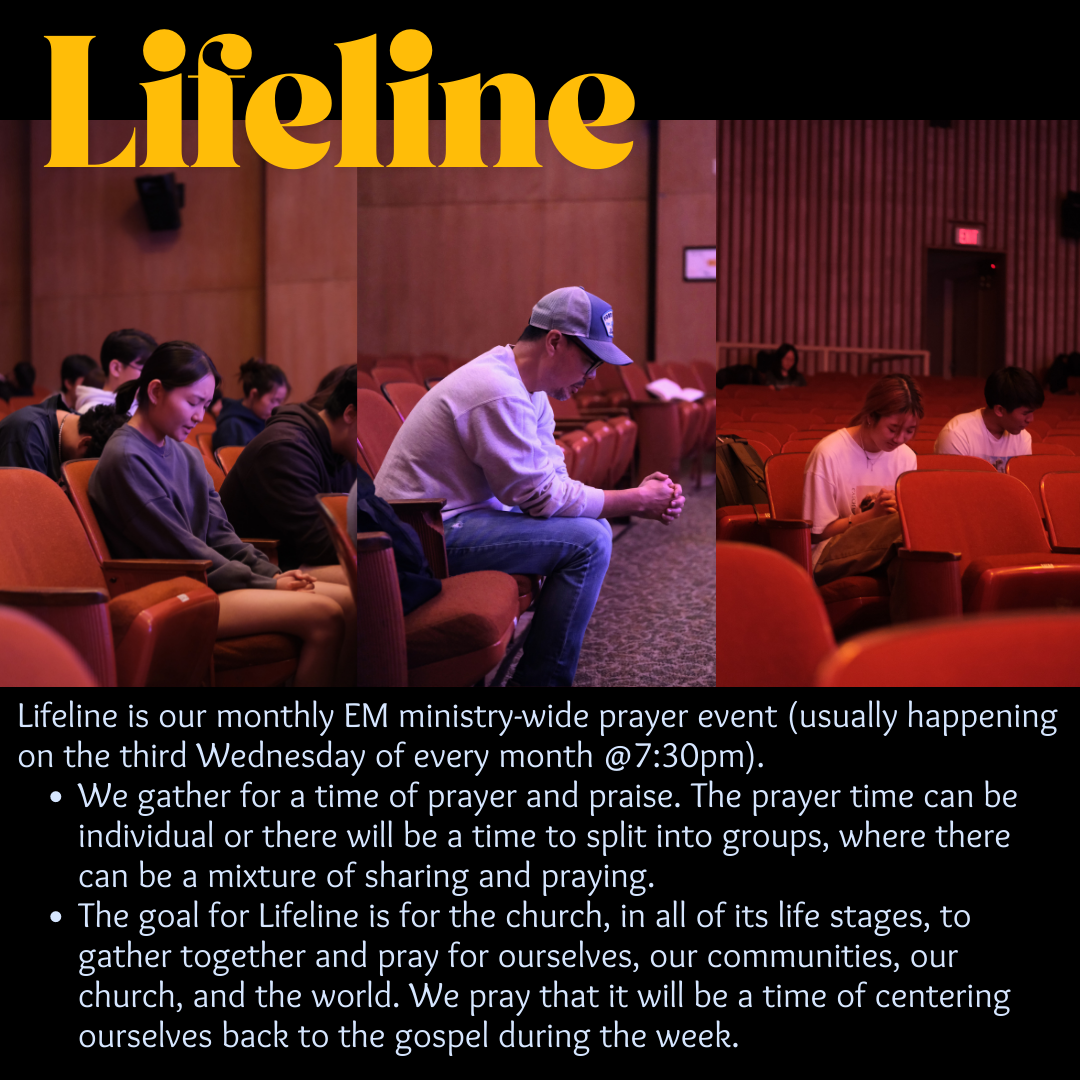 Lifeline
EXIT
Lifeline is our monthly EM ministry-wide prayer event (usually happening
on the third Wednesday of every month @7:30pm).
• We gather for a time of prayer and praise. The prayer time can be
individual or there will be a time to split into groups, where there
can be a mixture of sharing and praying.
• The goal for Lifeline is for the church, in all of its life stages, to
gather together and pray for ourselves, our communities, our
church, and the world. We pray that it will be a time of centering
ourselves back to the gospel during the week.